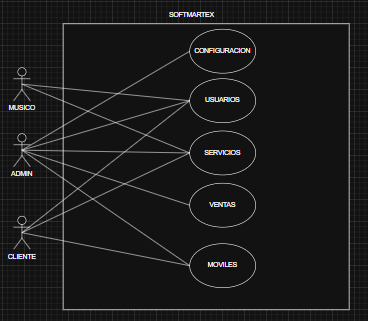 SOFTMARTEX
CONFIGURACION
USUARIOS
MUSICO
SERVICIOS
ADMIN
VENTAS
CLIENTE
MOVILES